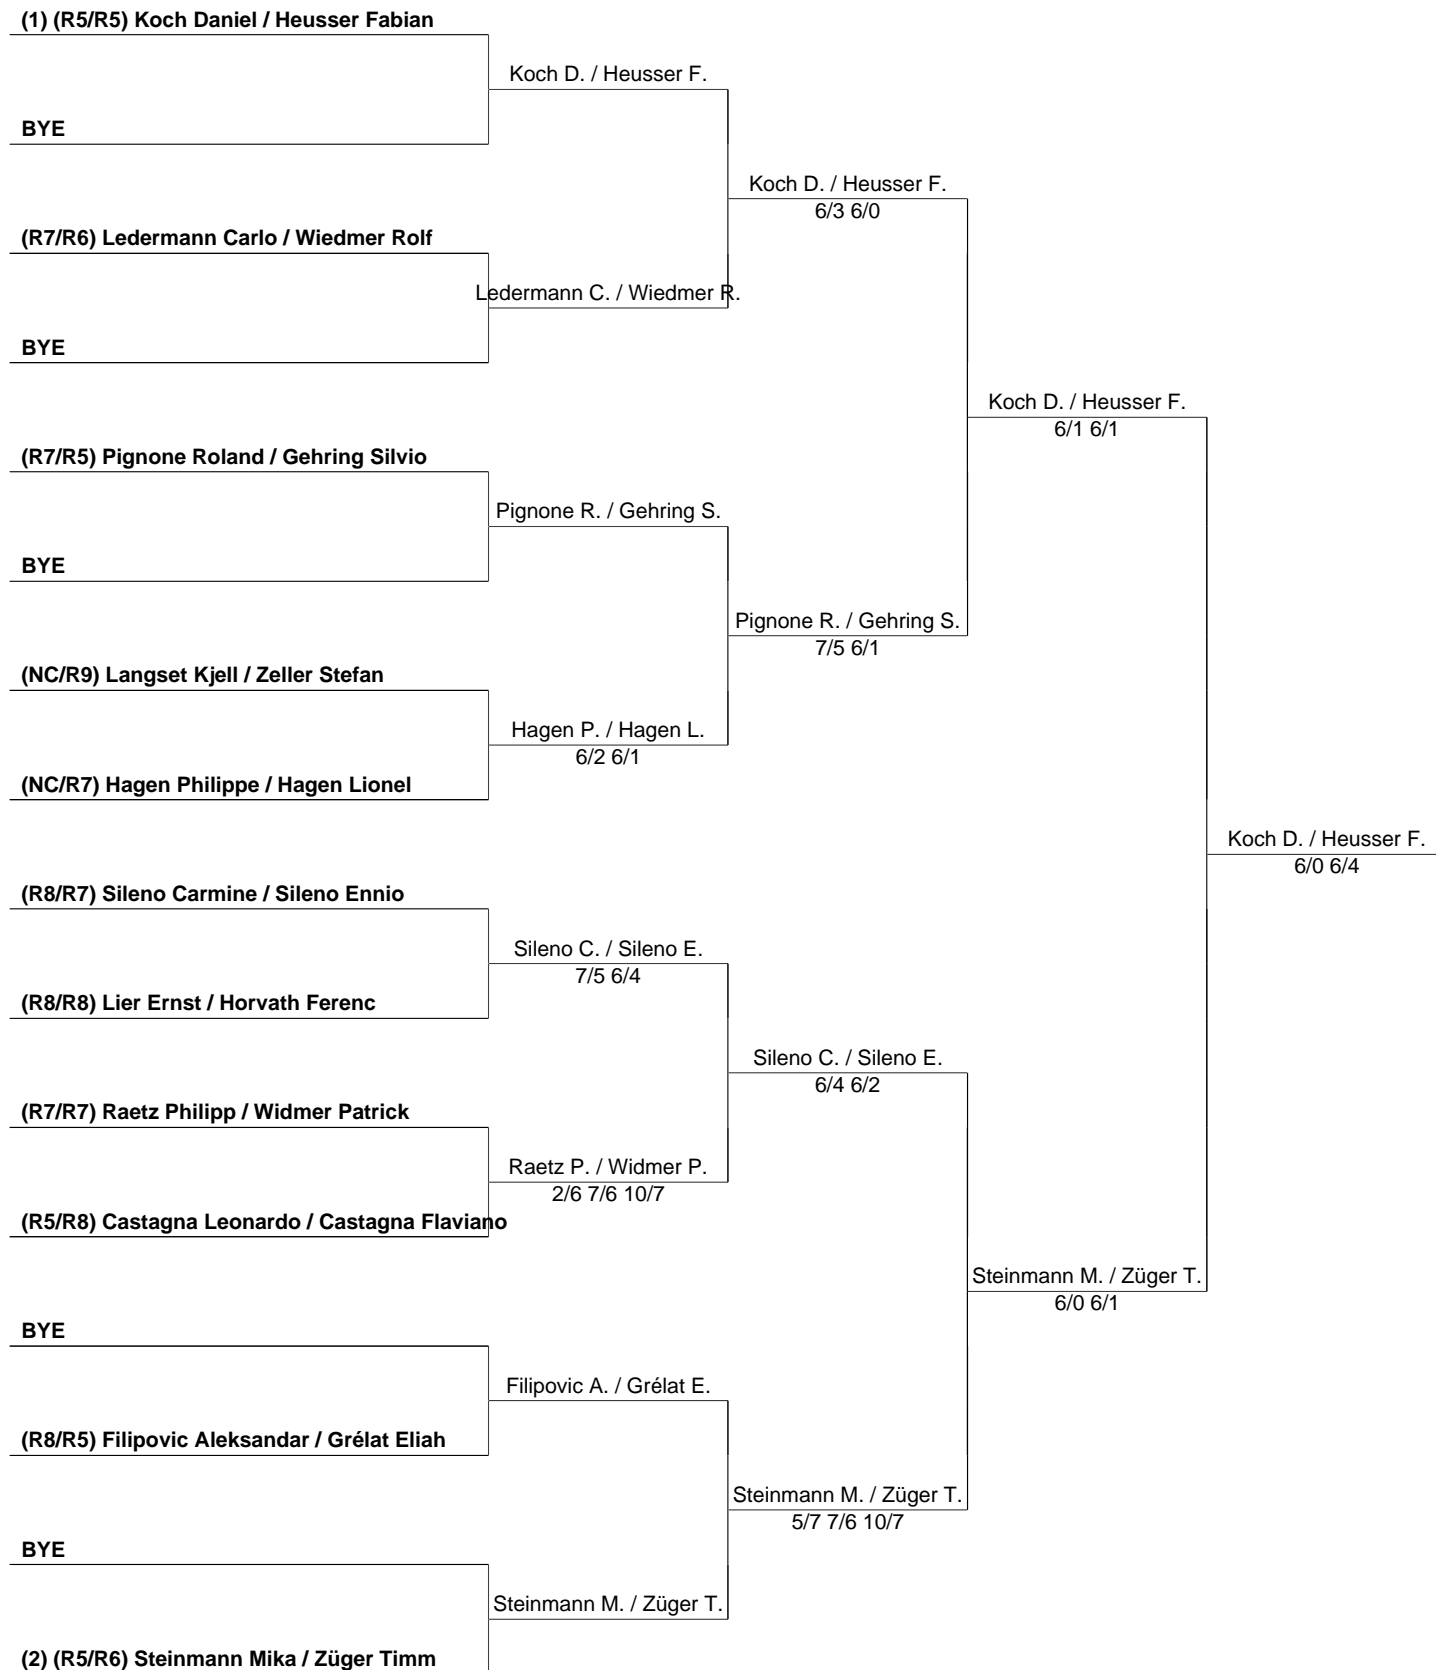 (1) (R5/R5) Koch Daniel / Heusser Fabian
Koch D. / Heusser F.
BYE
Koch D. / Heusser F.
6/3 6/0
(R7/R6) Ledermann Carlo / Wiedmer Rolf
Ledermann C. / Wiedmer R.
BYE
Koch D. / Heusser F.
6/1 6/1
(R7/R5) Pignone Roland / Gehring Silvio
Pignone R. / Gehring S.
BYE
Pignone R. / Gehring S.
7/5 6/1
(NC/R9) Langset Kjell / Zeller Stefan
Hagen P. / Hagen L.
6/2 6/1
(NC/R7) Hagen Philippe / Hagen Lionel
Koch D. / Heusser F.
6/0 6/4
(R8/R7) Sileno Carmine / Sileno Ennio
Sileno C. / Sileno E.
7/5 6/4
(R8/R8) Lier Ernst / Horvath Ferenc
Sileno C. / Sileno E.
6/4 6/2
(R7/R7) Raetz Philipp / Widmer Patrick
Raetz P. / Widmer P.
2/6 7/6 10/7
(R5/R8) Castagna Leonardo / Castagna Flaviano
Steinmann M. / Züger T.
6/0 6/1
BYE
Filipovic A. / Grélat E.
(R8/R5) Filipovic Aleksandar / Grélat Eliah
Steinmann M. / Züger T.
5/7 7/6 10/7
BYE
Steinmann M. / Züger T.
(2) (R5/R6) Steinmann Mika / Züger Timm